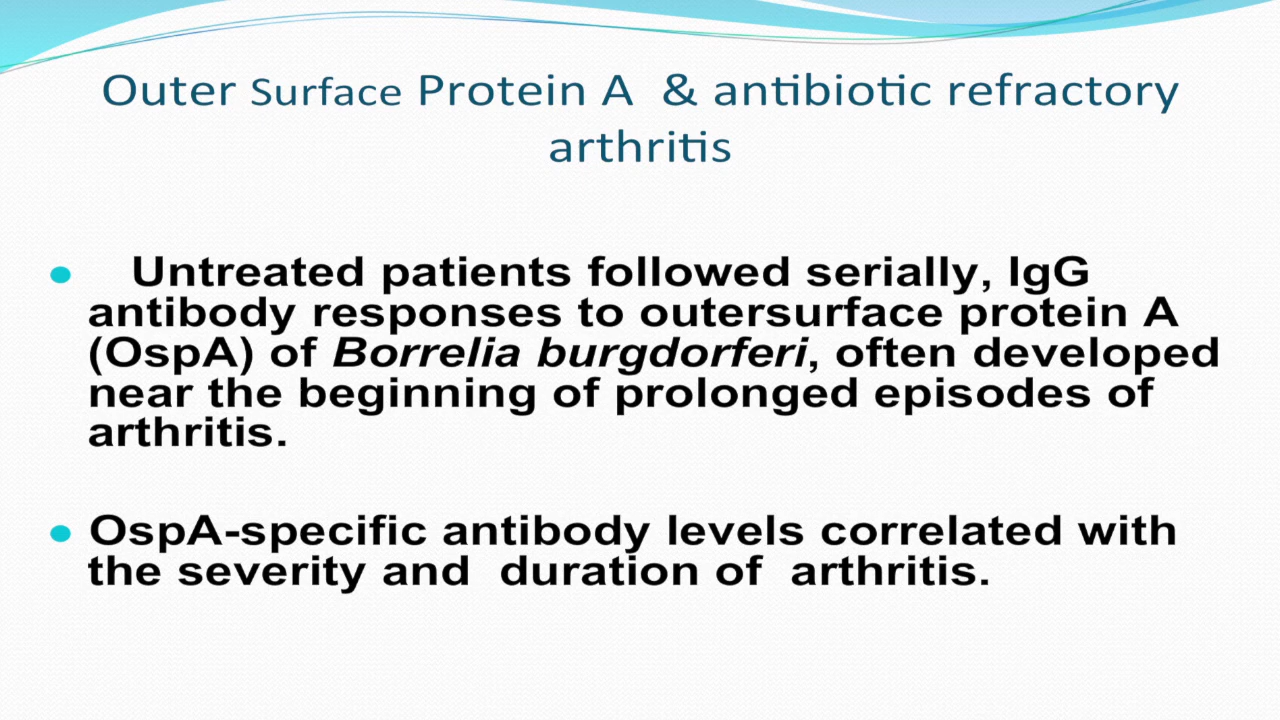 Outer Surface Protein A & antibiotic refractory
arthritis
Untreated patients followed serially, IgG
antibody responses to outersurface protein A
(OspA) of Borrelia burgdorferi, often developed
near the beginning of prolonged episodes of
arthritis.
OspA-specific antibody levels correlated with
the severity and duration of arthritis.